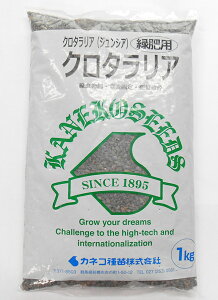 クロタラリア（ジュンシア） 緑肥用
クロタラリア
KANEKO SEEDS
SINCE 1895
Grow your dreams
Challenge to the high-tech and
internationalization
1kg
カネコ種苗株式会社